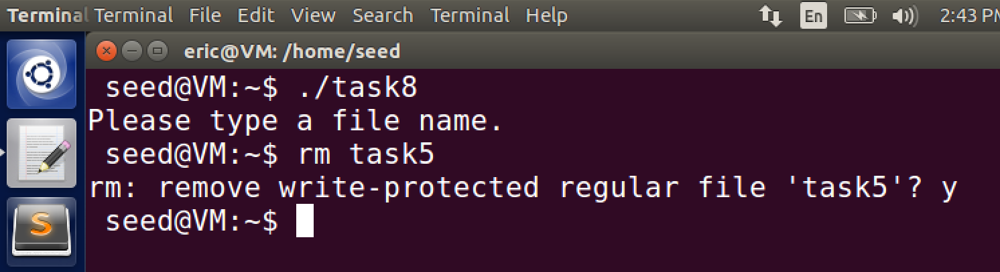 Terminal Terminal File Edit View Search Terminal Help En 2:43 PM
eric@VM: /home/seed
seed@VM:~$ ./task8
Please type a file name.
seed@VM:~$ rm task5
rm: remove write-protected regular file 'task5'? y
seed@VM:~$
S